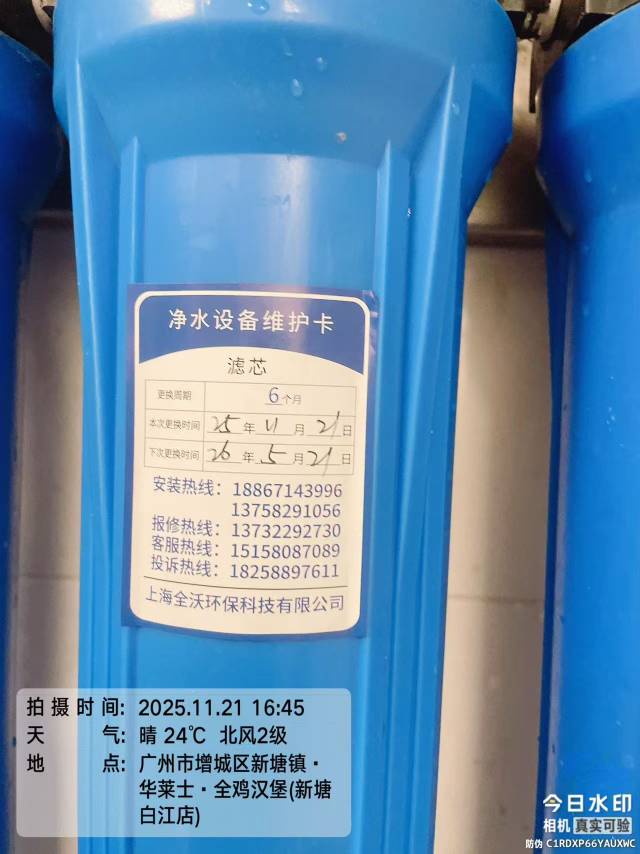 净水设备维护卡
滤芯
更换周期 6个月
本次更换时间 25年11月21日
下次更换时间 26年5月21日
安装热线：18867143996
13758291056
报修热线：13732292730
客服热线：15158087089
投诉热线：18258897611
上海全沃环保科技有限公司
拍摄时间：2025.11.21 16:45
天气：晴 24℃ 北风2级
地点：广州市增城区新塘镇·
华莱士·全鸡汉堡(新塘
白江店)
今日水印
相机 真实可验
防伪 C1RDXP66YAUXWC